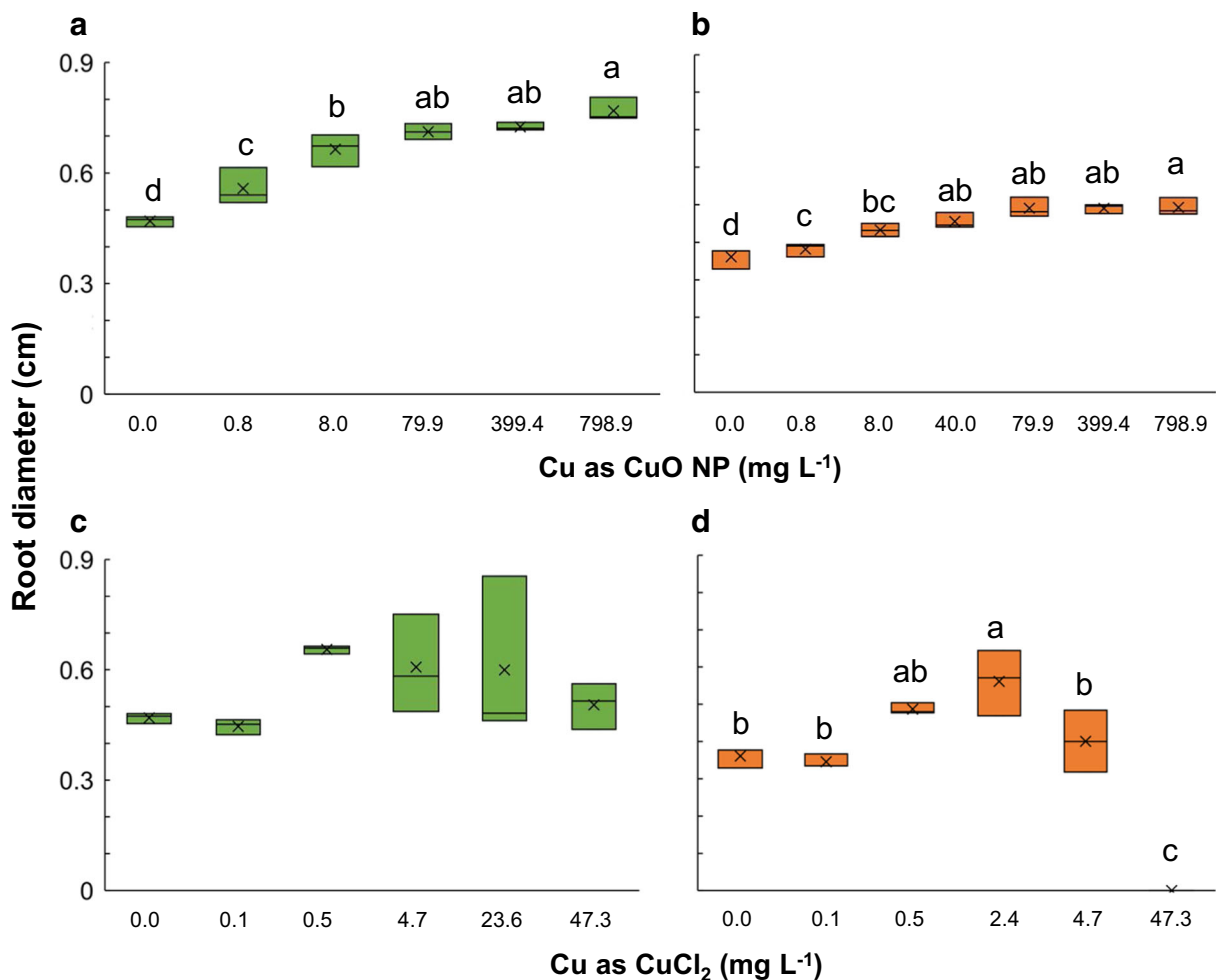 a
b
0.9
0.6
0.3
0
d
c
b
ab
ab
a
d
c
bc
ab
ab
ab
a
0.0 0.8 8.0 79.9 399.4 798.9
0.0 0.8 8.0 40.0 79.9 399.4 798.9
Cu as CuO NP (mg L⁻¹)
Root diameter (cm)
c
d
0.9
0.6
0.3
0
b
b
ab
a
b
c
0.0 0.1 0.5 4.7 23.6 47.3
0.0 0.1 0.5 2.4 4.7 47.3
Cu as CuCl₂ (mg L⁻¹)